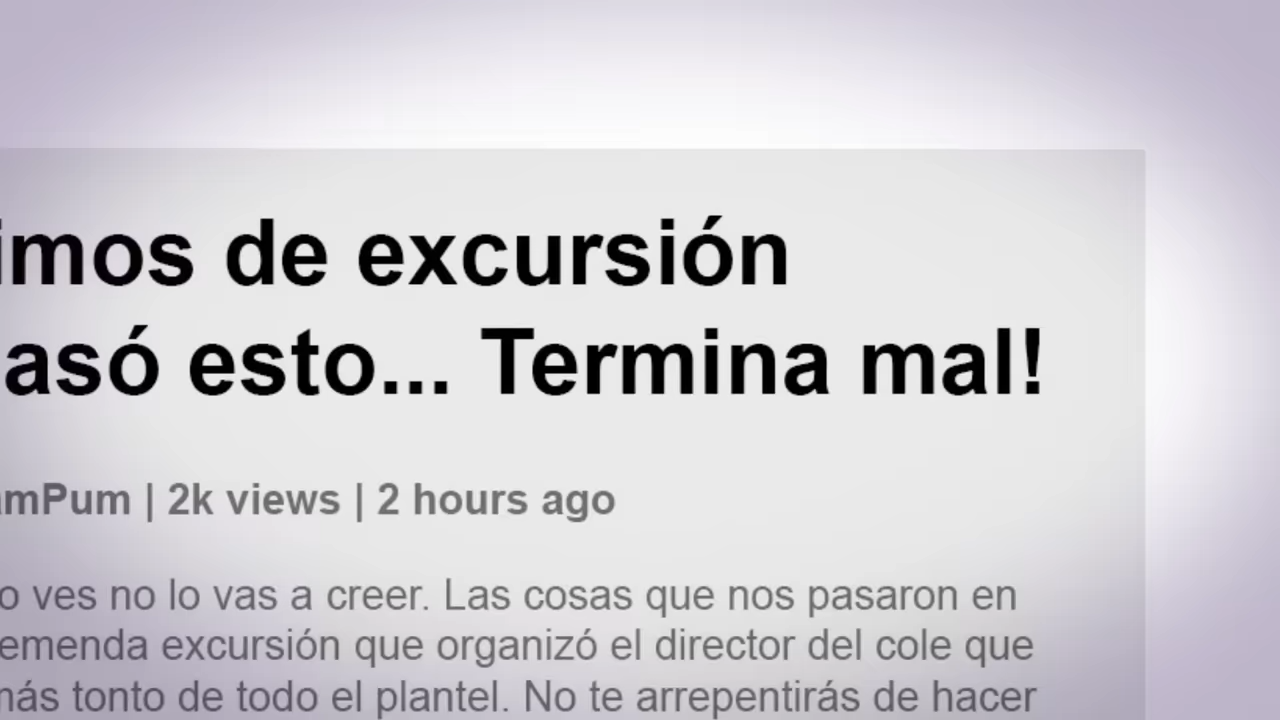 imos de excursión
asó esto... Termina mal!
amPum | 2k views | 2 hours ago
o ves no lo vas a creer. Las cosas que nos pasaron en
emenda excursión que organizó el director del cole que
más tonto de todo el plantel. No te arrepentirás de hacer